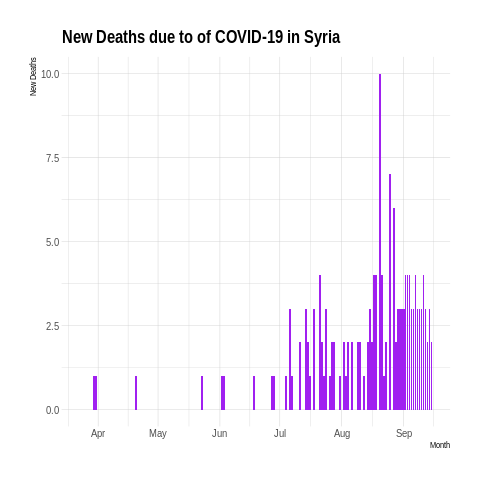 New Deaths due to of COVID-19 in Syria
New Deaths
10.0
7.5
5.0
2.5
0.0
Apr May Jun Jul Aug Sep
Month